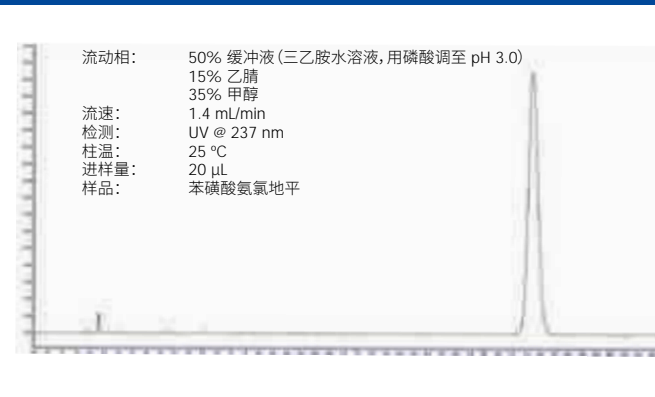 流动相： 50% 缓冲液（三乙胺水溶液，用磷酸调至 pH 3.0）
15% 乙腈
35% 甲醇
流速： 1.4 mL/min
检测： UV @ 237 nm
柱温： 25 ºC
进样量： 20 µL
样品： 苯磺酸氨氯地平